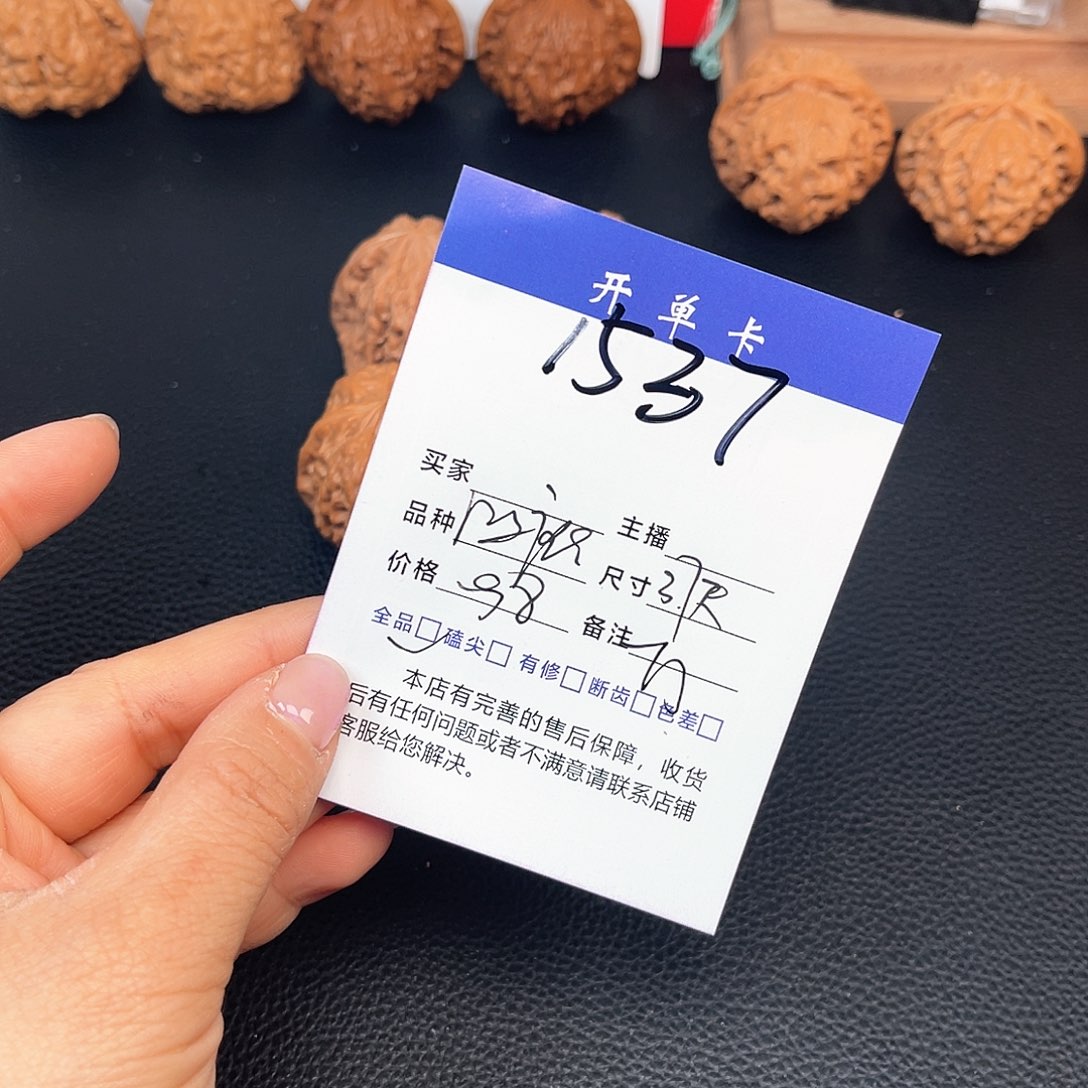 开单卡
1537
买家 主播
品种 尺寸
价格 98 备注
全品 磕尖 有修 断齿 色差
本店有完善的售后保障，收货
后有任何问题或者不满意请联系店铺
客服给您解决。